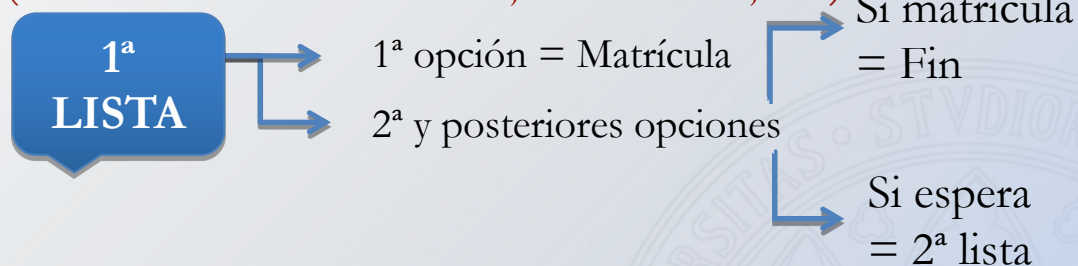 1ª
LISTA
1ª opción = Matrícula
2ª y posteriores opciones
Si matrícula
= Fin
Si espera
= 2ª lista